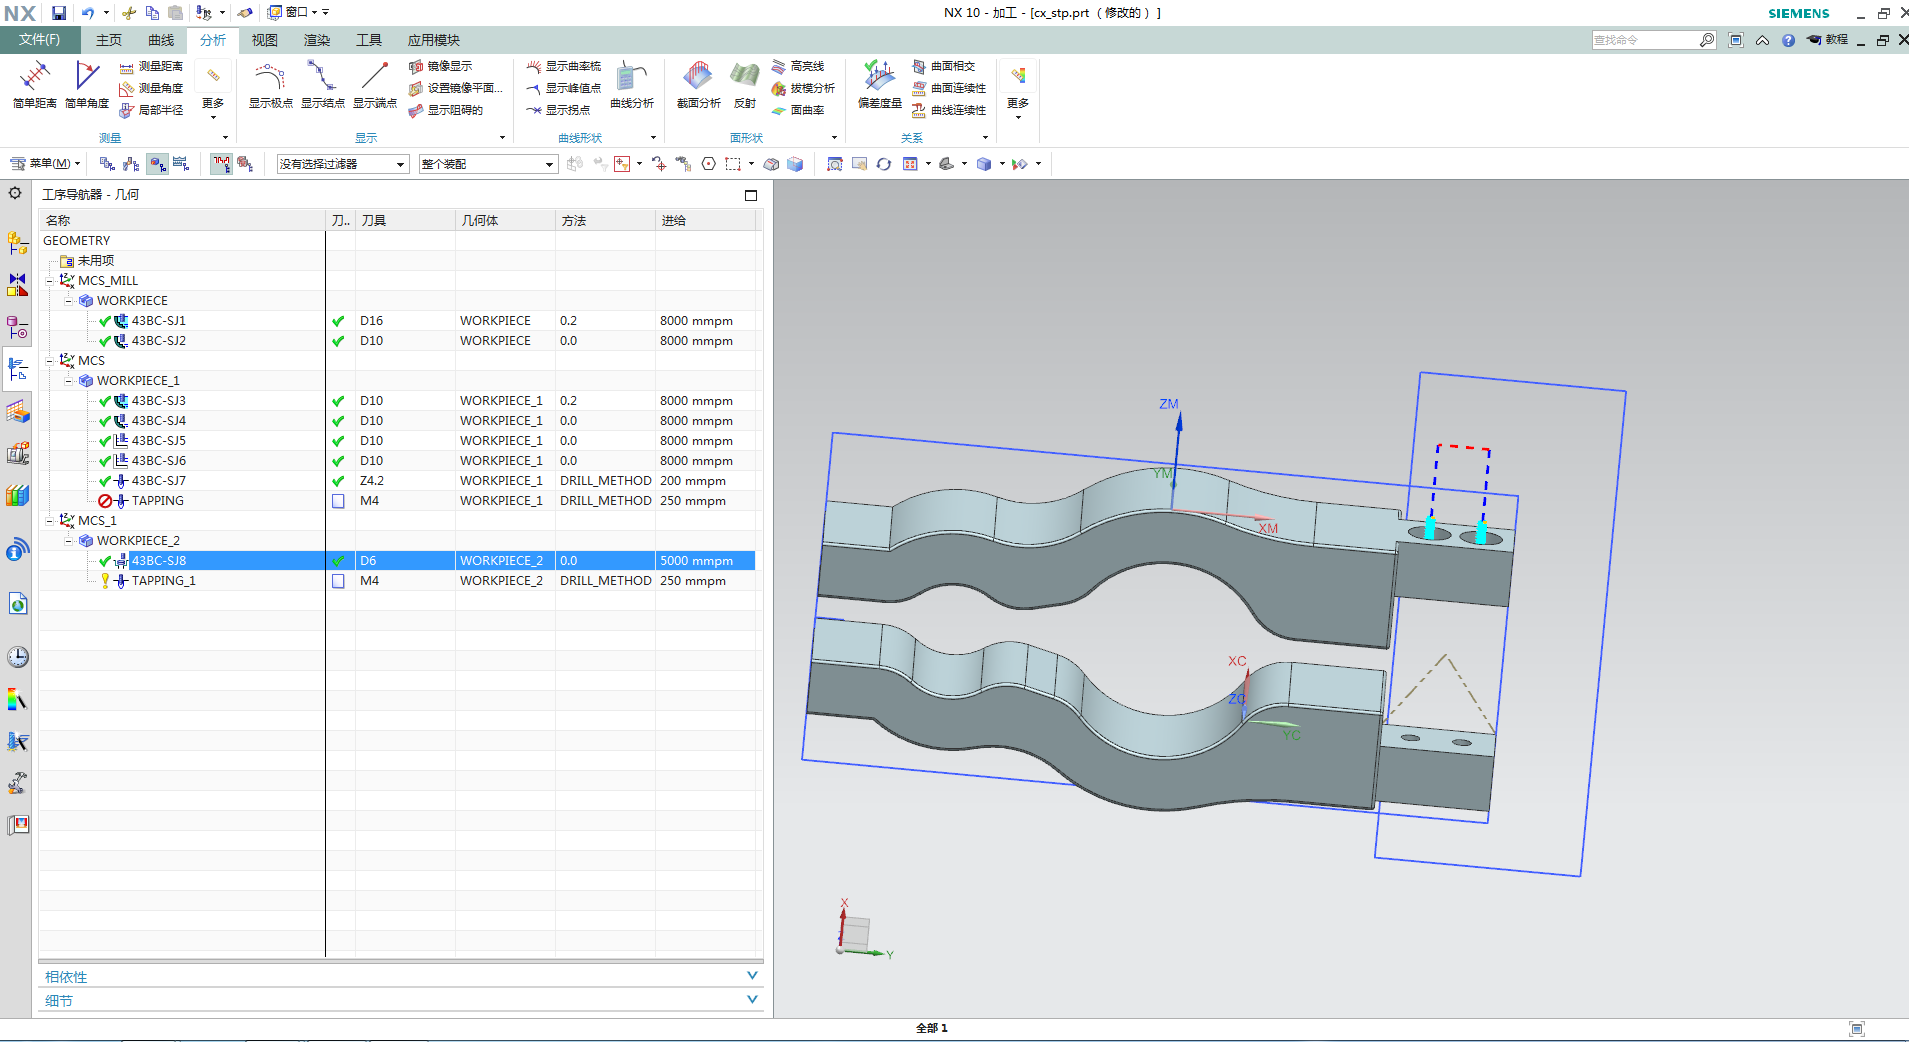 NX 窗口 NX 10 - 加工 - [cx_stp.prt （修改的）] SIEMENS
文件(F) 主页 曲线 分析 视图 渲染 工具 应用模块 查找命令 教程
简单距离 简单角度 测量距离 测量角度 局部半径 更多 测量
显示极点 显示结点 显示端点 镜像显示 设置镜像平面... 显示阻碍的 显示
显示曲率梳 显示峰值点 显示拐点 曲线分析 曲线形状
截面分析 反射 高亮线 拔模分析 面曲率 面形状
偏差度量 曲面相交 曲面连续性 曲线连续性 关系 更多
菜单(M) 没有选择过滤器 整个装配
工序导航器 - 几何
名称 刀.. 刀具 几何体 方法 进给
GEOMETRY
未用项
MCS_MILL
WORKPIECE
43BC-SJ1 D16 WORKPIECE 0.2 8000 mmpm
43BC-SJ2 D10 WORKPIECE 0.0 8000 mmpm
MCS
WORKPIECE_1
43BC-SJ3 D10 WORKPIECE_1 0.2 8000 mmpm
43BC-SJ4 D10 WORKPIECE_1 0.0 8000 mmpm
43BC-SJ5 D10 WORKPIECE_1 0.0 8000 mmpm
43BC-SJ6 D10 WORKPIECE_1 0.0 8000 mmpm
43BC-SJ7 Z4.2 WORKPIECE_1 DRILL_METHOD 200 mmpm
TAPPING M4 WORKPIECE_1 DRILL_METHOD 250 mmpm
MCS_1
WORKPIECE_2
43BC-SJ8 D6 WORKPIECE_2 0.0 5000 mmpm
TAPPING_1 M4 WORKPIECE_2 DRILL_METHOD 250 mmpm
相依性
细节
ZM
YM
XM
XC
ZC
YC
X
Y
全部 1